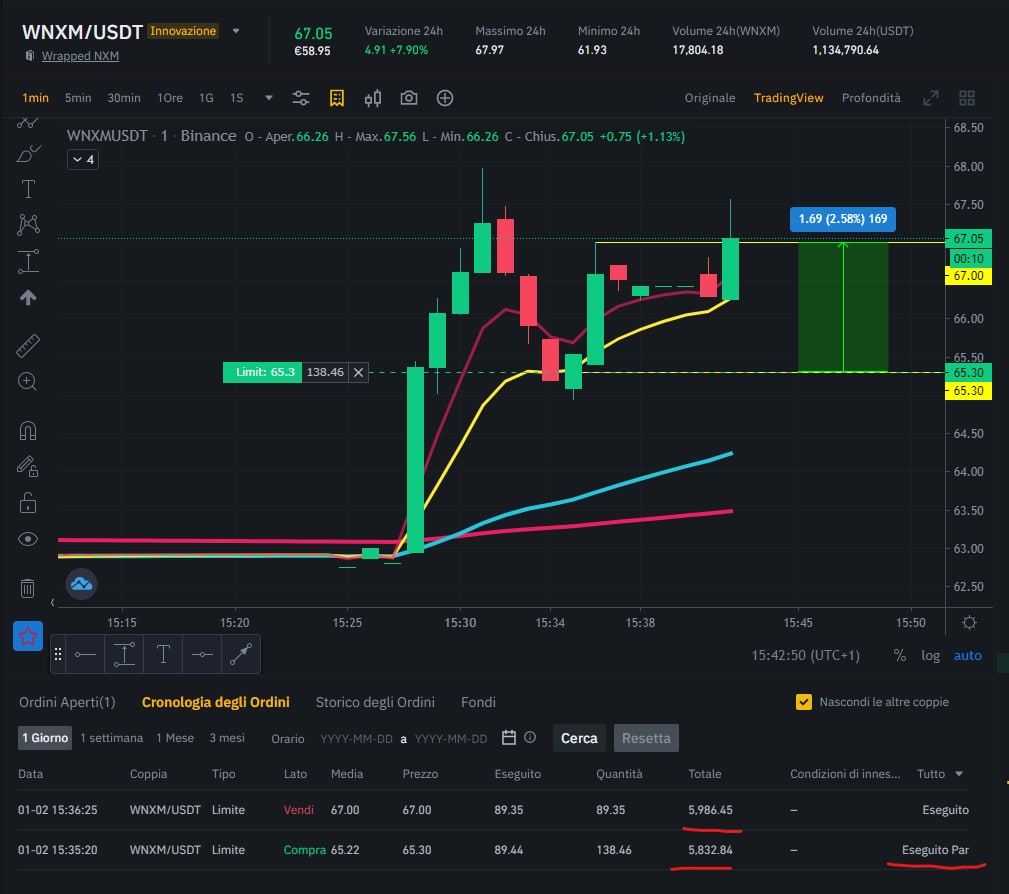 WNXM/USDT Innovazione
Wrapped NXM
67.05
€58.95
Variazione 24h
4.91 +7.90%
Massimo 24h
67.97
Minimo 24h
61.93
Volume 24h(WNXM)
17,804.18
Volume 24h(USDT)
1,134,790.64
1min 5min 30min 1Ore 1G 1S
Originale TradingView Profondità
WNXMUSDT · 1 · Binance O - Aper.66.26 H - Max.67.56 L - Min.66.26 C - Chius.67.05 +0.75 (+1.13%)
4
68.50
68.00
67.50
1.69 (2.58%) 169
67.05
00:10
67.00
66.00
65.50
Limit: 65.3 138.46
65.30
65.30
64.50
64.00
63.50
63.00
62.50
15:15 15:20 15:25 15:30 15:34 15:38 15:45 15:50
T
15:42:50 (UTC+1) % log auto
Ordini Aperti(1) Cronologia degli Ordini Storico degli Ordini Fondi
Nascondi le altre coppie
1 Giorno 1 settimana 1 Mese 3 mesi Orario YYYY-MM-DD a YYYY-MM-DD Cerca Resetta
Data Coppia Tipo Lato Media Prezzo Eseguito Quantità Totale Condizioni di innes... Tutto
01-02 15:36:25 WNXM/USDT Limite Vendi 67.00 67.00 89.35 89.35 5,986.45 – Eseguito
01-02 15:35:20 WNXM/USDT Limite Compra 65.22 65.30 89.44 138.46 5,832.84 – Eseguito Par